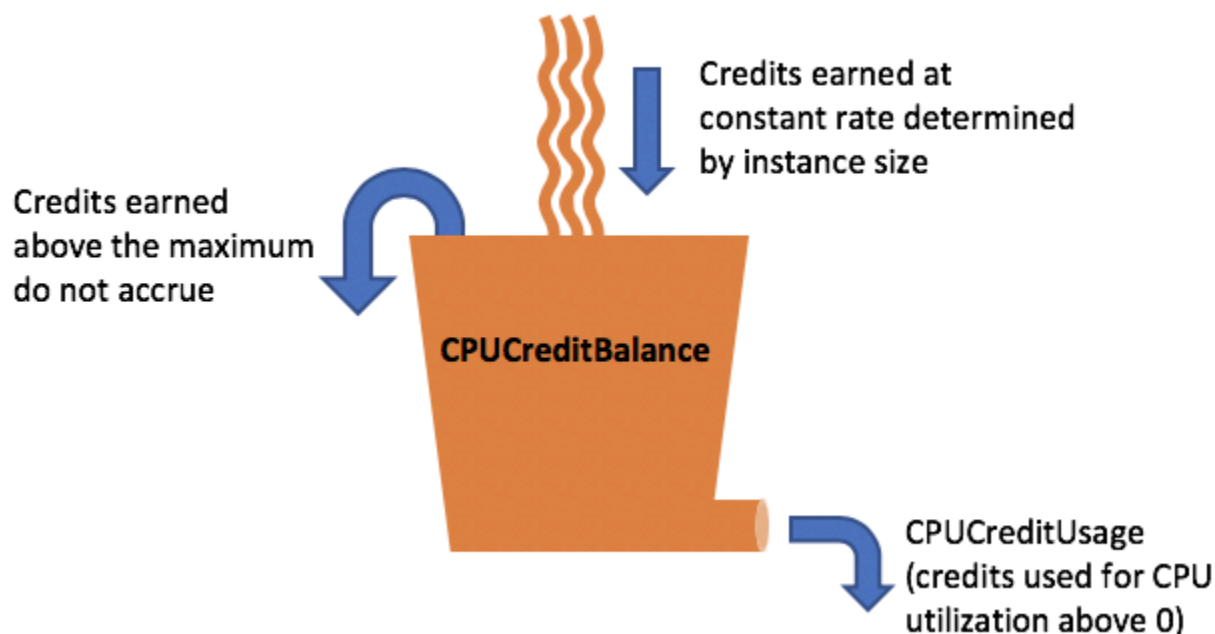 Credits earned at
constant rate determined
by instance size
Credits earned
above the maximum
do not accrue
CPUCreditBalance
CPUCreditUsage
(credits used for CPU
utilization above 0)